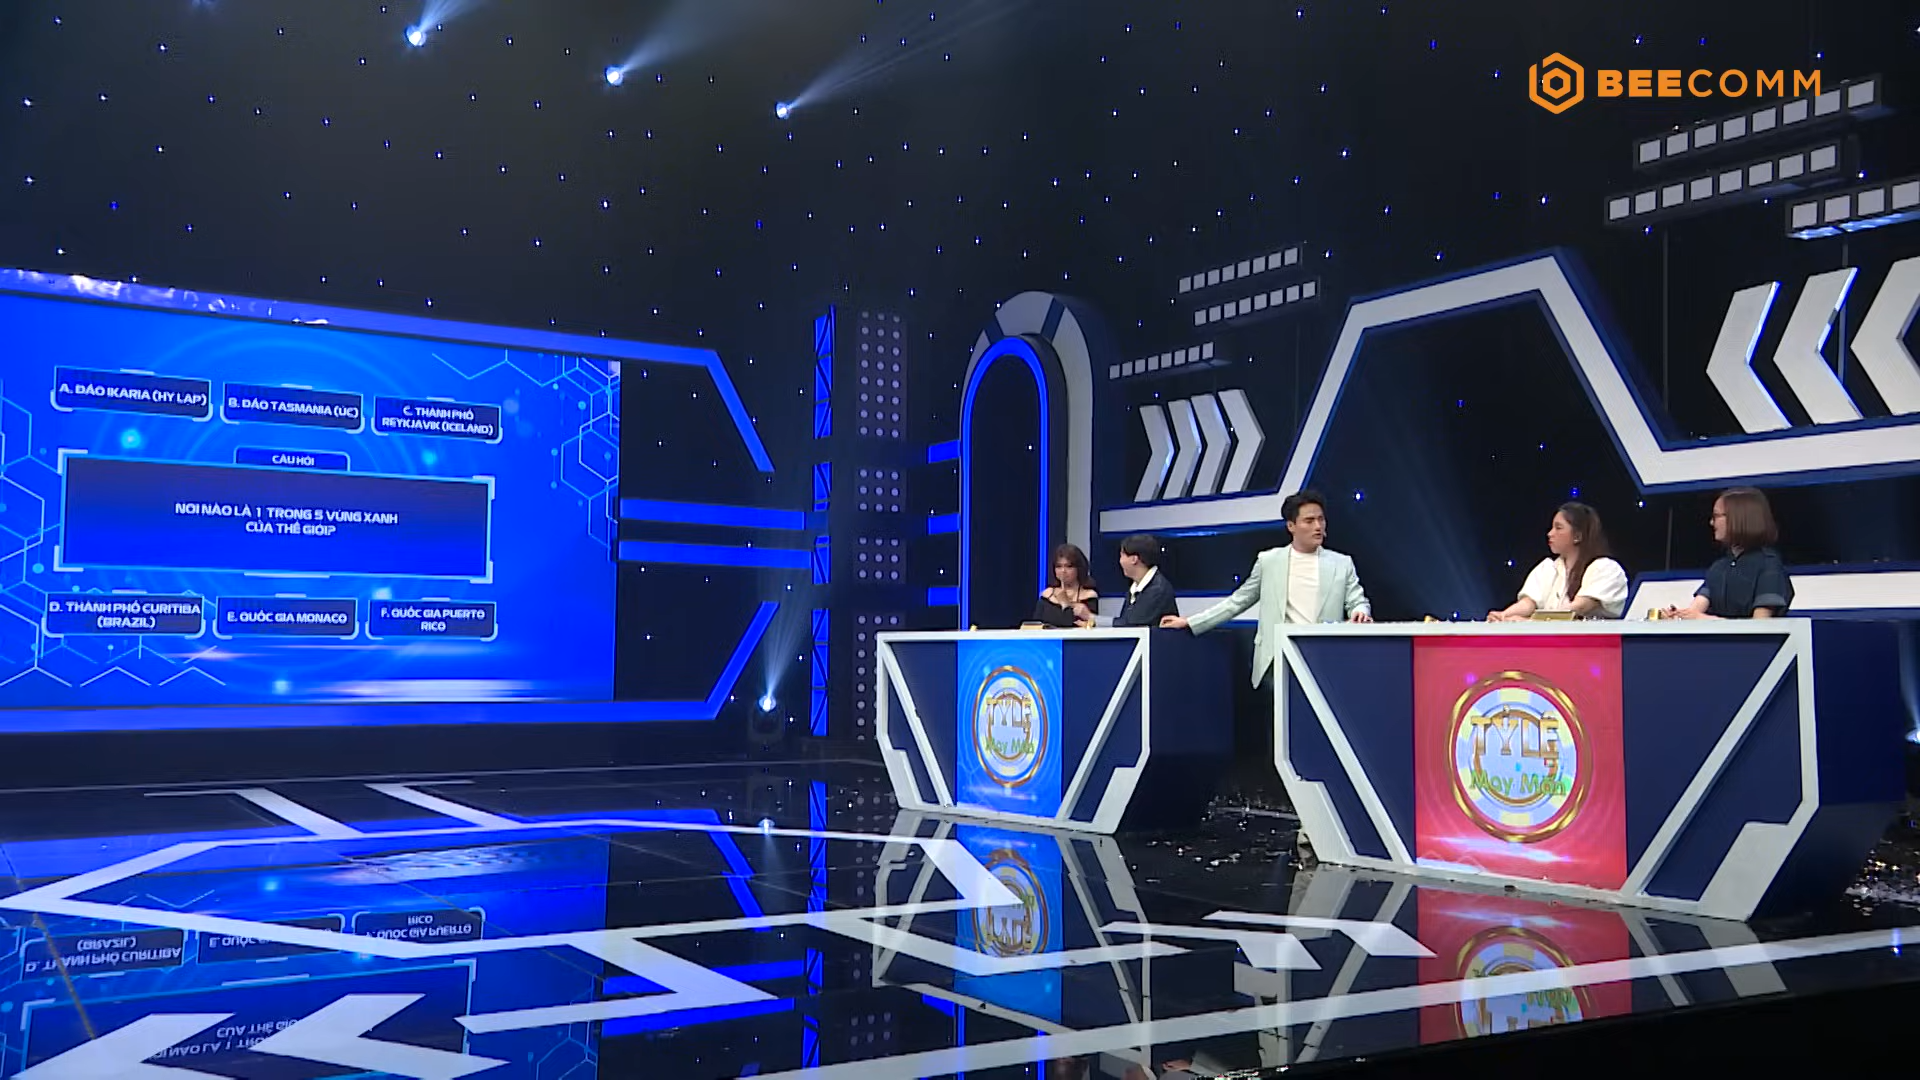 BEECOMM
A. ĐẢO IKARIA (HY LẠP)
B. ĐẢO TASMANIA (ÚC)
C. THÀNH PHỐ
REYKJAVIK (ICELAND)
CÂU HỎI
NƠI NÀO LÀ 1 TRONG 5 VÙNG XANH
CỦA THẾ GIỚI?
D. THÀNH PHỐ CURITIBA
(BRAZIL)
E. QUỐC GIA MONACO
F. QUỐC GIA PUERTO
RICO
TỶ LỆ
May Mắn
TỶ LỆ
May Mắn